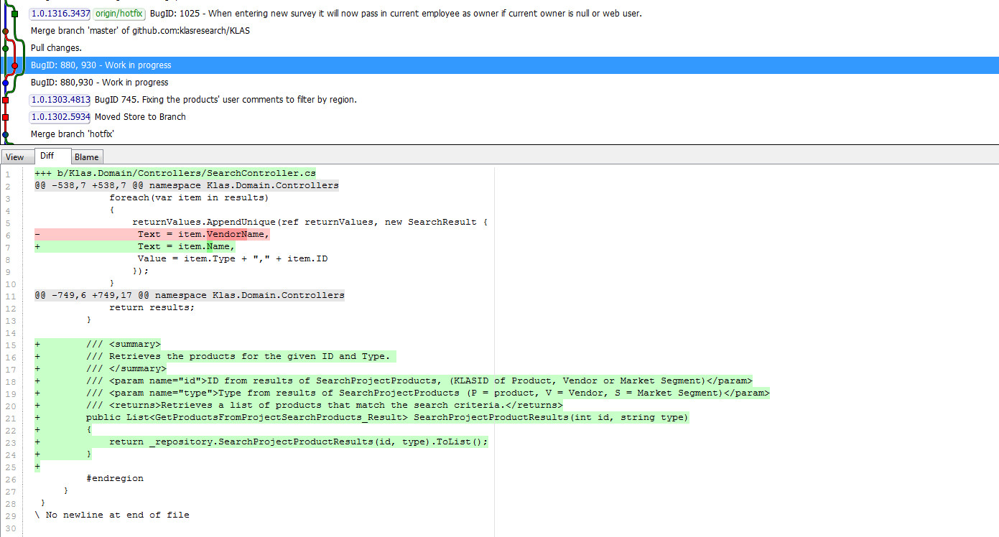 1.0.1316.3437 origin/hotfix BugID: 1025 - When entering new survey it will now pass in current employee as owner if current owner is null or web user.
Merge branch 'master' of github.com:klasresearch/KLAS
Pull changes.
BugID: 880, 930 - Work in progress
BugID: 880,930 - Work in progress
1.0.1303.4813 BugID 745. Fixing the products' user comments to filter by region.
1.0.1302.5934 Moved Store to Branch
Merge branch 'hotfix'
View Diff Blame
1 +++ b/Klas.Domain/Controllers/SearchController.cs
2 @@ -538,7 +538,7 @@ namespace Klas.Domain.Controllers
3 foreach(var item in results)
4 {
5 returnValues.AppendUnique(ref returnValues, new SearchResult {
6 - Text = item.VendorName,
7 + Text = item.Name,
8 Value = item.Type + "," + item.ID
9 });
10 }
11 @@ -749,6 +749,17 @@ namespace Klas.Domain.Controllers
12 return results;
13 }
14
15 + /// <summary>
16 + /// Retrieves the products for the given ID and Type.
17 + /// </summary>
18 + /// <param name="id">ID from results of SearchProjectProducts, (KLASID of Product, Vendor or Market Segment)</param>
19 + /// <param name="type">Type from results of SearchProjectProducts (P = product, V = Vendor, S = Market Segment)</param>
20 + /// <returns>Retrieves a list of products that match the search criteria.</returns>
21 + public List<GetProductsFromProjectSearchProducts_Result> SearchProjectProductResults(int id, string type)
22 + {
23 + return _repository.SearchProjectProductResults(id, type).ToList();
24 + }
25 +
26 #endregion
27 }
28 }
29 \ No newline at end of file
30